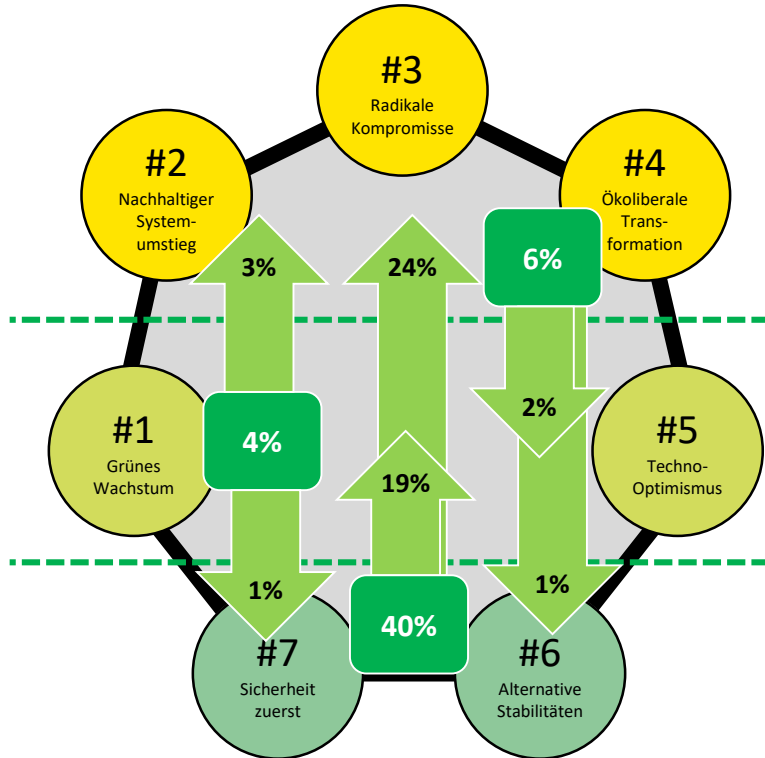 #3
Radikale
Kompromisse
#2
Nachhaltiger
System-
umstieg
#4
Ökoliberale
Trans-
formation
3%
24%
6%
2%
#1
Grünes
Wachstum
4%
19%
#5
Techno-
Optimismus
1%
40%
1%
#7
Sicherheit
zuerst
#6
Alternative
Stabilitäten